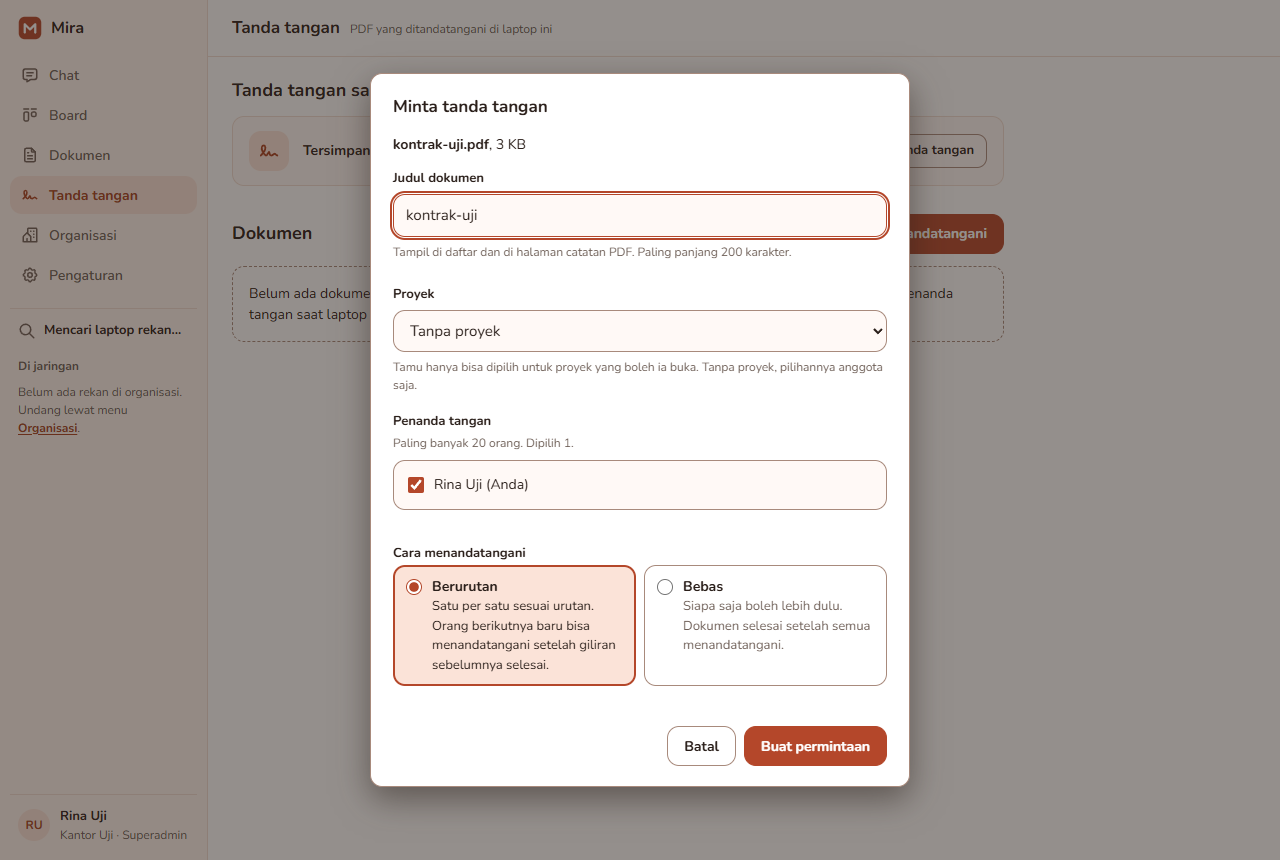 Mira
Chat
Board
Dokumen
Tanda tangan
Organisasi
Pengaturan
Mencari laptop rekan...
Di jaringan
Belum ada rekan di organisasi.
Undang lewat menu
Organisasi.
RU
Rina Uji
Kantor Uji · Superadmin
Tanda tangan PDF yang ditandatangani di laptop ini
Tanda tangan
Tersimpan
tangan
Dokumen
Belum ada
tangan saat laptop
Minta tanda tangan
kontrak-uji.pdf, 3 KB
Judul dokumen
kontrak-uji
Tampil di daftar dan di halaman catatan PDF. Paling panjang 200 karakter.
Proyek
Tanpa proyek
Tamu hanya bisa dipilih untuk proyek yang boleh ia buka. Tanpa proyek, pilihannya anggota
saja.
Penanda tangan
Paling banyak 20 orang. Dipilih 1.
Rina Uji (Anda)
Cara menandatangani
Berurutan
Satu per satu sesuai urutan.
Orang berikutnya baru bisa
menandatangani setelah giliran
sebelumnya selesai.
Bebas
Siapa saja boleh lebih dulu.
Dokumen selesai setelah semua
menandatangani.
Batal
Buat permintaan